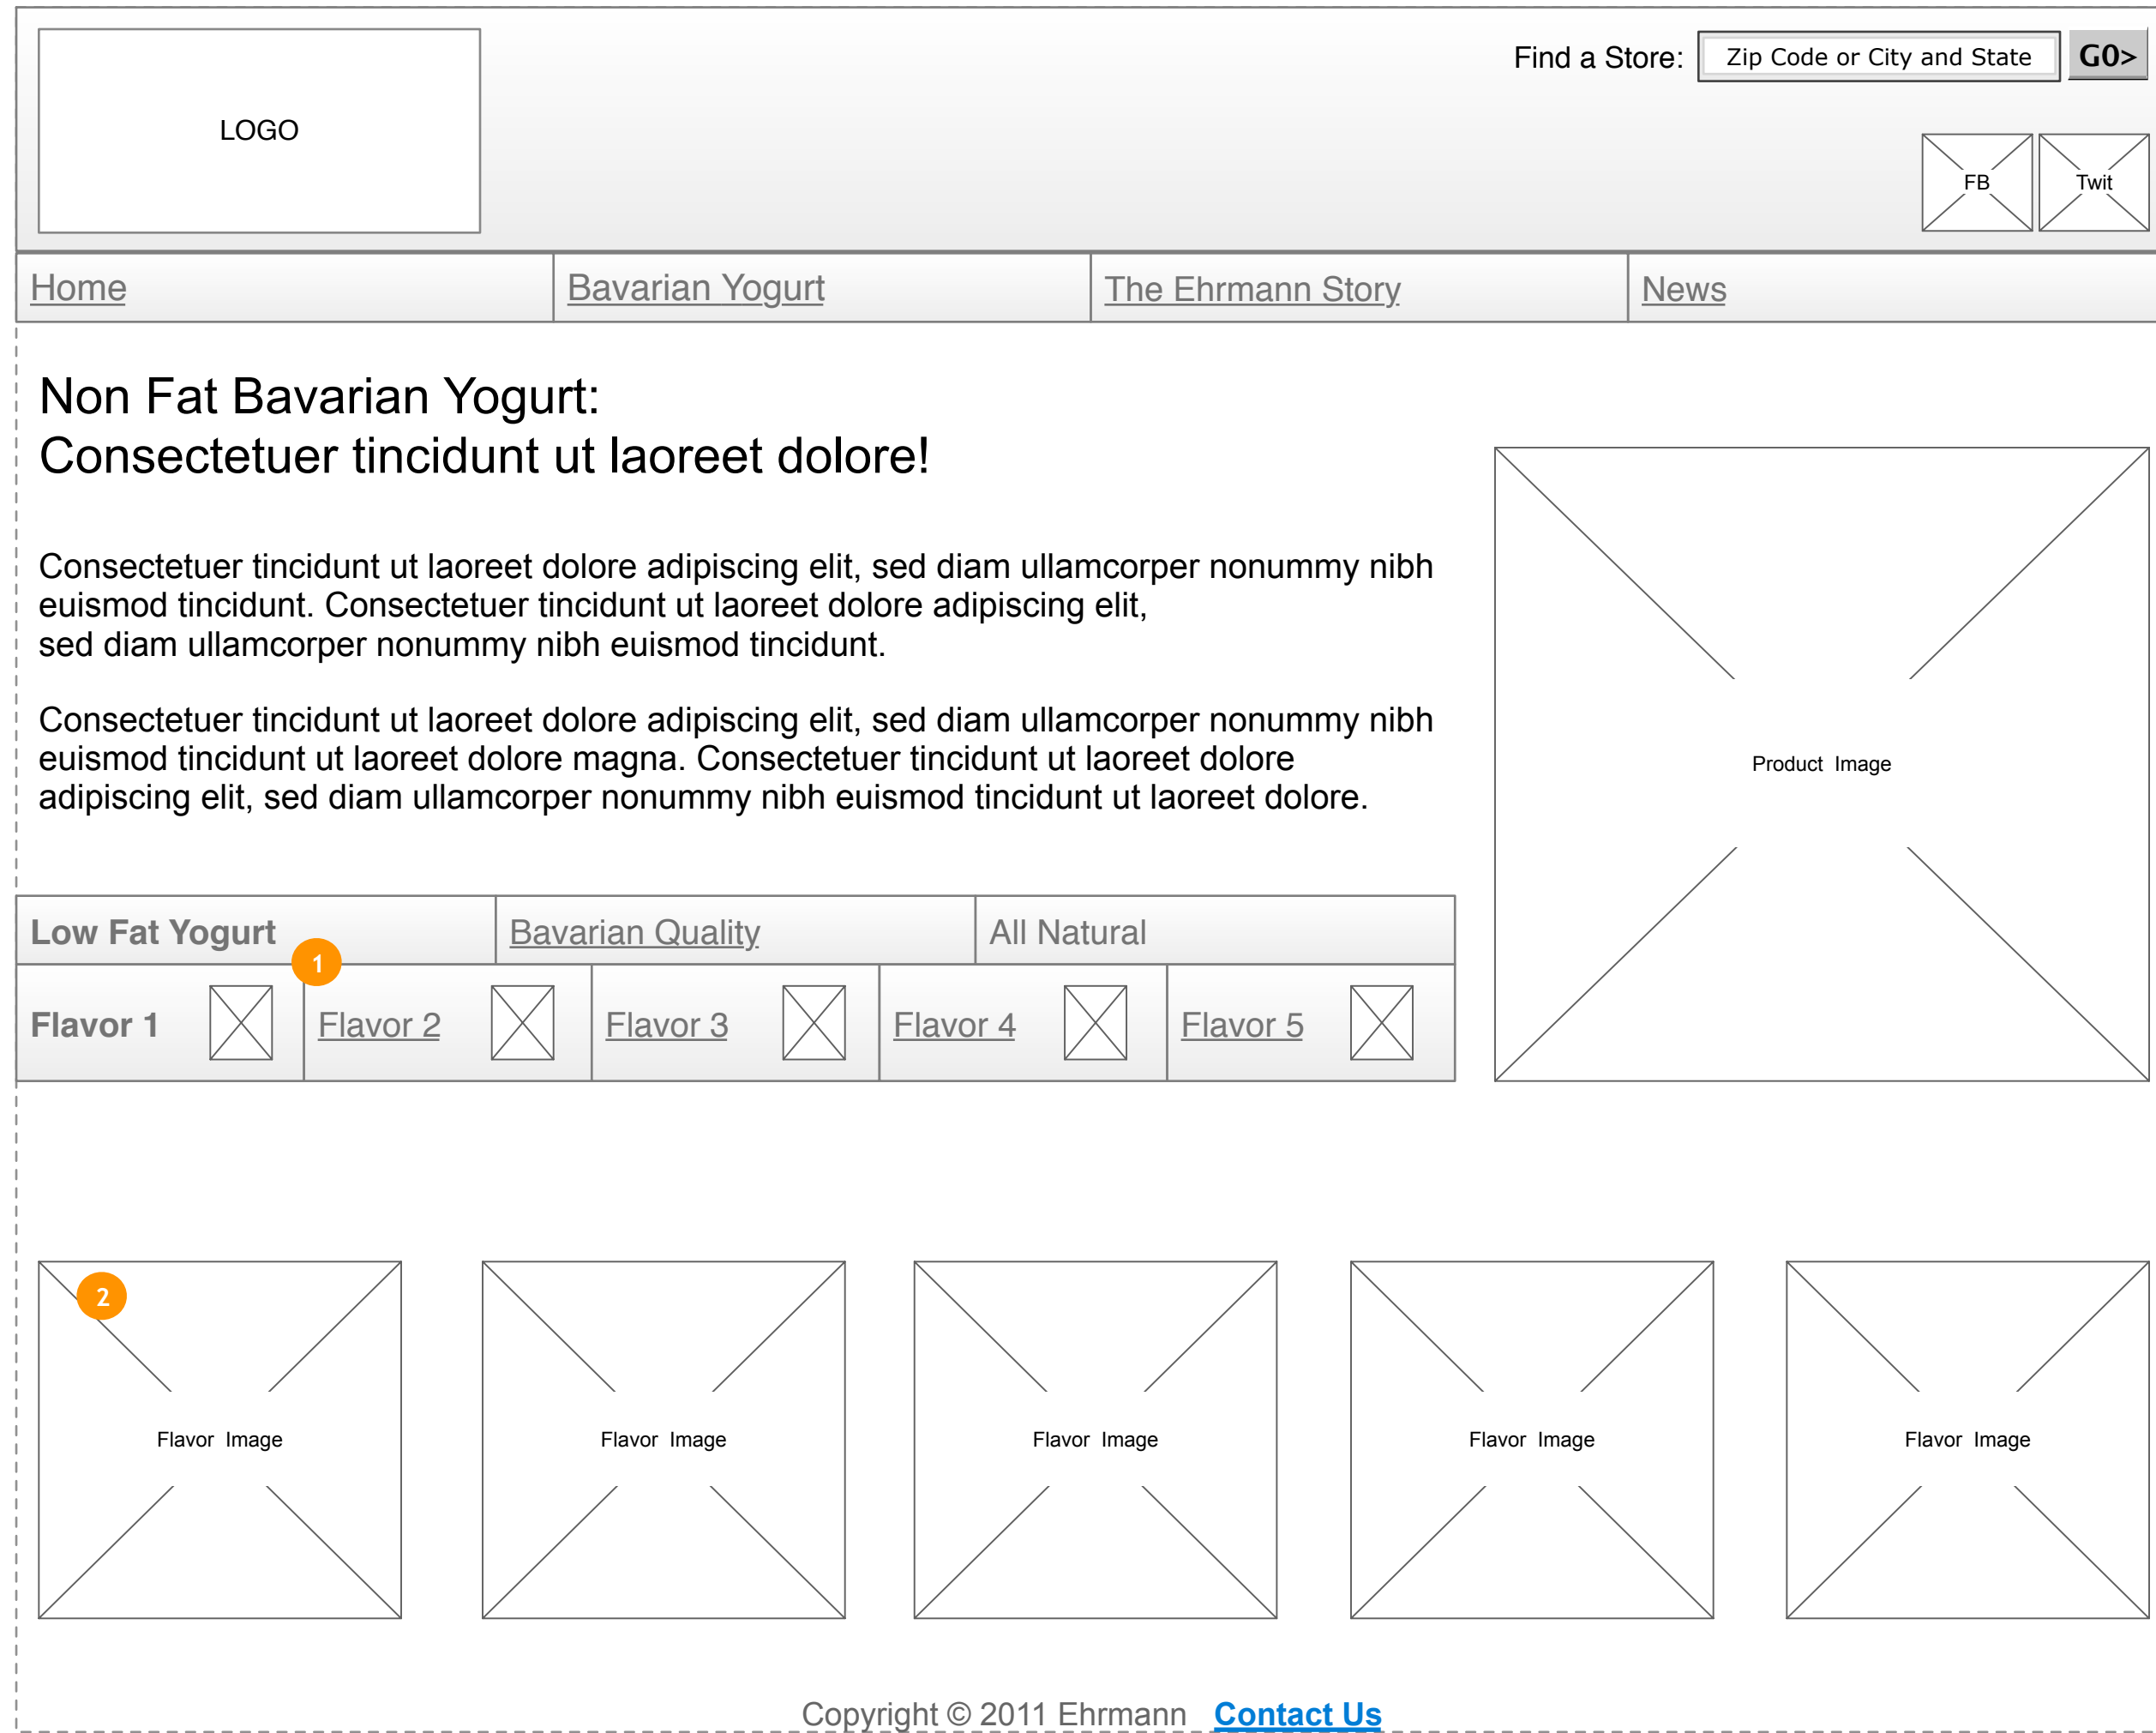 Find a Store: Zip Code or City and State G0>
LOGO
FB Twit
Home Bavarian Yogurt The Ehrmann Story News
Non Fat Bavarian Yogurt:
Consectetuer tincidunt ut laoreet dolore!
Consectetuer tincidunt ut laoreet dolore adipiscing elit, sed diam ullamcorper nonummy nibh
euismod tincidunt. Consectetuer tincidunt ut laoreet dolore adipiscing elit,
sed diam ullamcorper nonummy nibh euismod tincidunt.
Consectetuer tincidunt ut laoreet dolore adipiscing elit, sed diam ullamcorper nonummy nibh
euismod tincidunt ut laoreet dolore magna. Consectetuer tincidunt ut laoreet dolore
adipiscing elit, sed diam ullamcorper nonummy nibh euismod tincidunt ut laoreet dolore.
Product Image
Low Fat Yogurt Bavarian Quality All Natural
1
Flavor 1 Flavor 2 Flavor 3 Flavor 4 Flavor 5
2
Flavor Image Flavor Image Flavor Image Flavor Image Flavor Image
Copyright © 2011 Ehrmann Contact Us